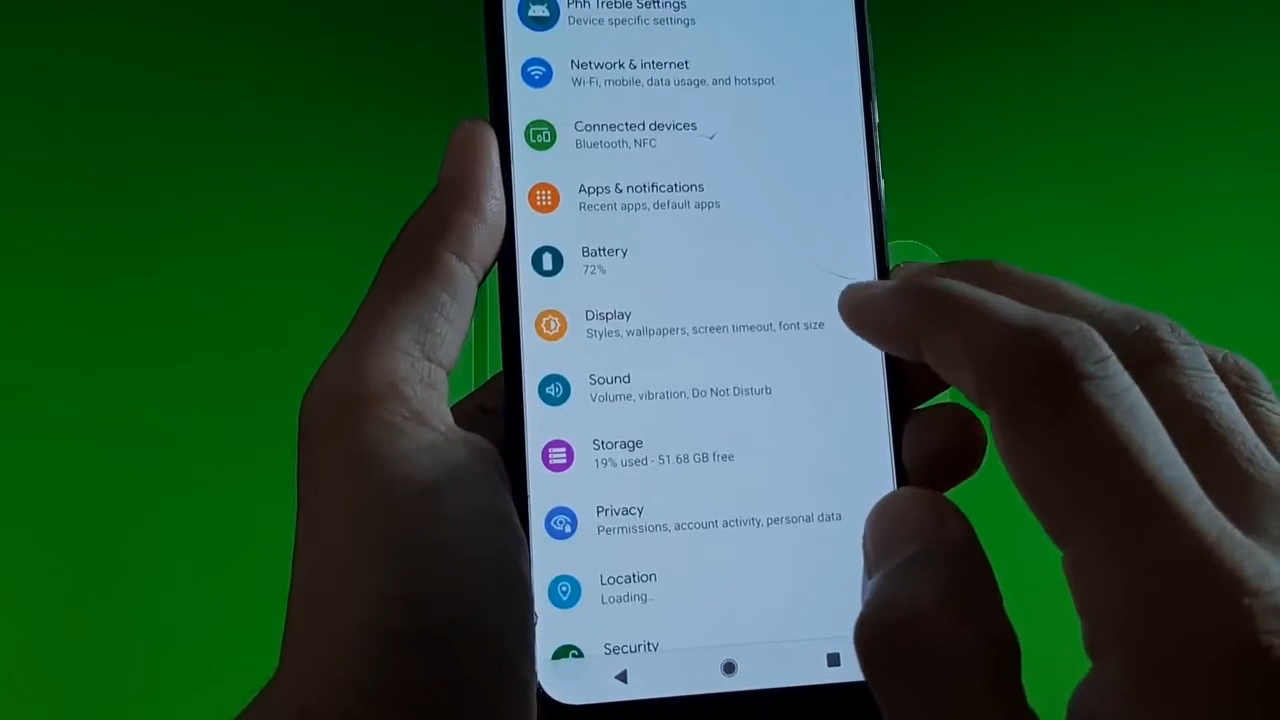 Phh Treble Settings
Device specific settings
Network & internet
Wi-Fi, mobile, data usage, and hotspot
Connected devices
Bluetooth, NFC
Apps & notifications
Recent apps, default apps
Battery
72%
Display
Styles, wallpapers, screen timeout, font size
Sound
Volume, vibration, Do Not Disturb
Storage
19% used - 51.68 GB free
Privacy
Permissions, account activity, personal data
Location
Loading...
Security